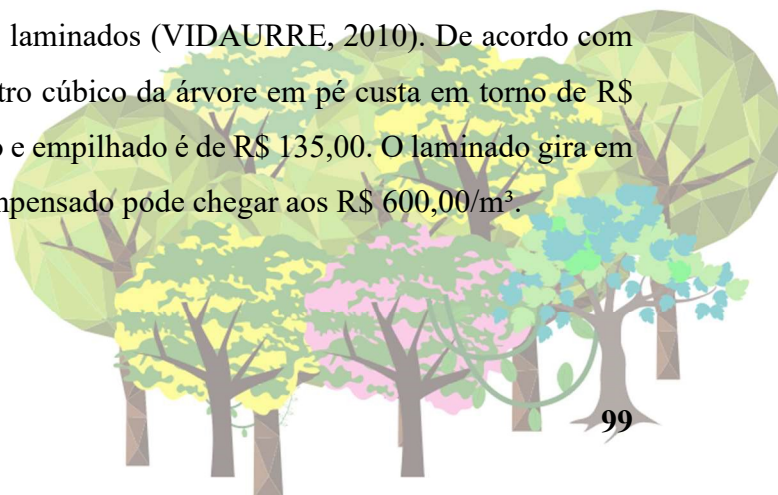 laminados (VIDAURRE, 2010). De acordo com
tro cúbico da árvore em pé custa em torno de R$
e empilhado é de R$ 135,00. O laminado gira em
mpensado pode chegar aos R$ 600,00/m³.
99